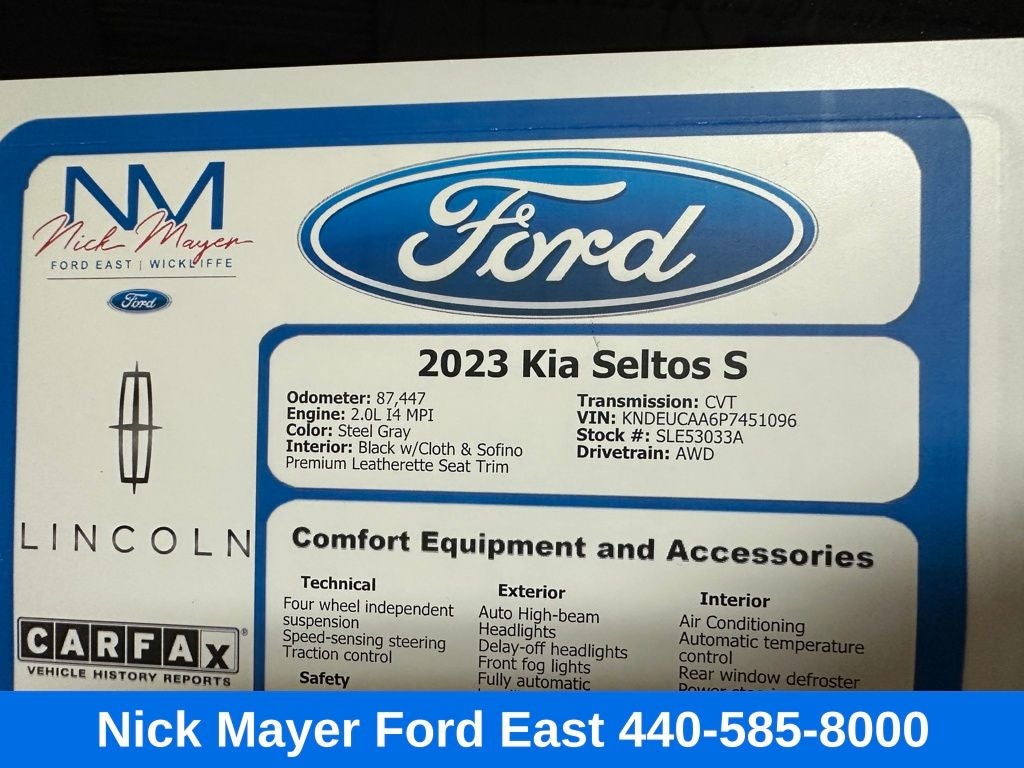 NM
Nick Mayer
FORD EAST | WICKLIFFE
Ford
Ford
LINCOLN
CARFAX®
VEHICLE HISTORY REPORTS
2023 Kia Seltos S
Odometer: 87,447
Engine: 2.0L I4 MPI
Color: Steel Gray
Interior: Black w/Cloth & Sofino
Premium Leatherette Seat Trim
Transmission: CVT
VIN: KNDEUCAA6P7451096
Stock #: SLE53033A
Drivetrain: AWD
Comfort Equipment and Accessories
Technical
Four wheel independent
suspension
Speed-sensing steering
Traction control
Safety
Exterior
Auto High-beam
Headlights
Delay-off headlights
Front fog lights
Fully automatic
Interior
Air Conditioning
Automatic temperature
control
Rear window defroster
Power
Nick Mayer Ford East 440-585-8000